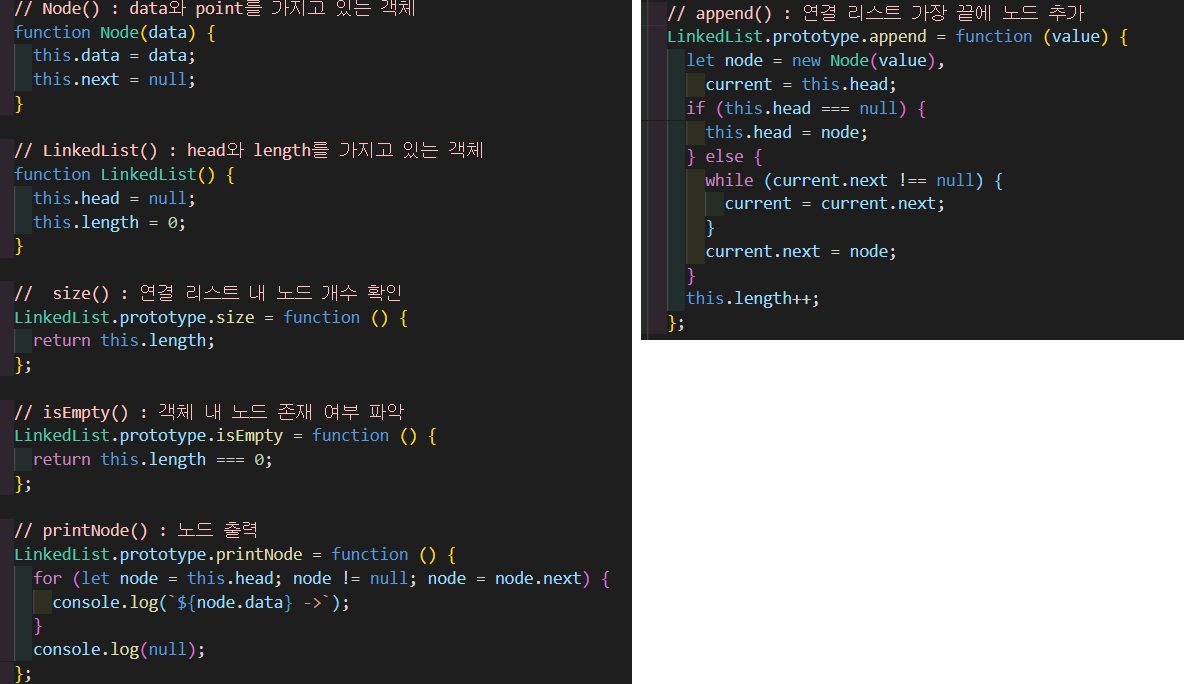 // Node() : data와 point를 가지고 있는 객체
function Node(data) {
  this.data = data;
  this.next = null;
}
// LinkedList() : head와 length를 가지고 있는 객체
function LinkedList() {
  this.head = null;
  this.length = 0;
}
//  size() : 연결 리스트 내 노드 개수 확인
LinkedList.prototype.size = function () {
  return this.length;
};
// isEmpty() : 객체 내 노드 존재 여부 파악
LinkedList.prototype.isEmpty = function () {
  return this.length === 0;
};
// printNode() : 노드 출력
LinkedList.prototype.printNode = function () {
  for (let node = this.head; node != null; node = node.next) {
    console.log(`${node.data} ->`);
  }
  console.log(null);
};
// append() : 연결 리스트 가장 끝에 노드 추가
LinkedList.prototype.append = function (value) {
  let node = new Node(value),
    current = this.head;
  if (this.head === null) {
    this.head = node;
  } else {
    while (current.next !== null) {
      current = current.next;
    }
    current.next = node;
  }
  this.length++;
};